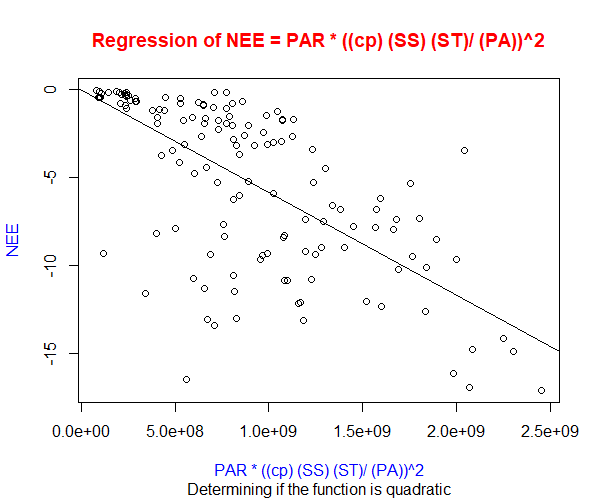 Regression of NEE = PAR * ((cp) (SS) (ST)/ (PA))^2
0
-5
-10
-15
NEE
0.0e+00 5.0e+08 1.0e+09 1.5e+09 2.0e+09 2.5e+09
PAR * ((cp) (SS) (ST)/ (PA))^2
Determining if the function is quadratic